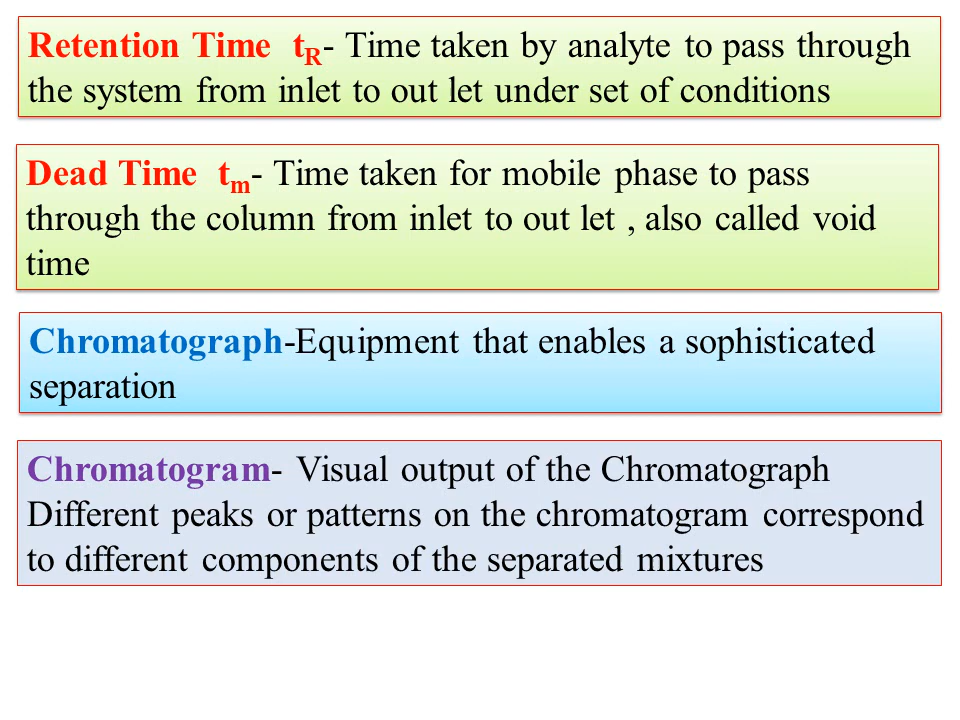 Retention Time  tR- Time taken by analyte to pass through
the system from inlet to out let under set of conditions
Dead Time  tm- Time taken for mobile phase to pass
through the column from inlet to out let , also called void
time
Chromatograph-Equipment that enables a sophisticated
separation
Chromatogram- Visual output of the Chromatograph
Different peaks or patterns on the chromatogram correspond
to different components of the separated mixtures